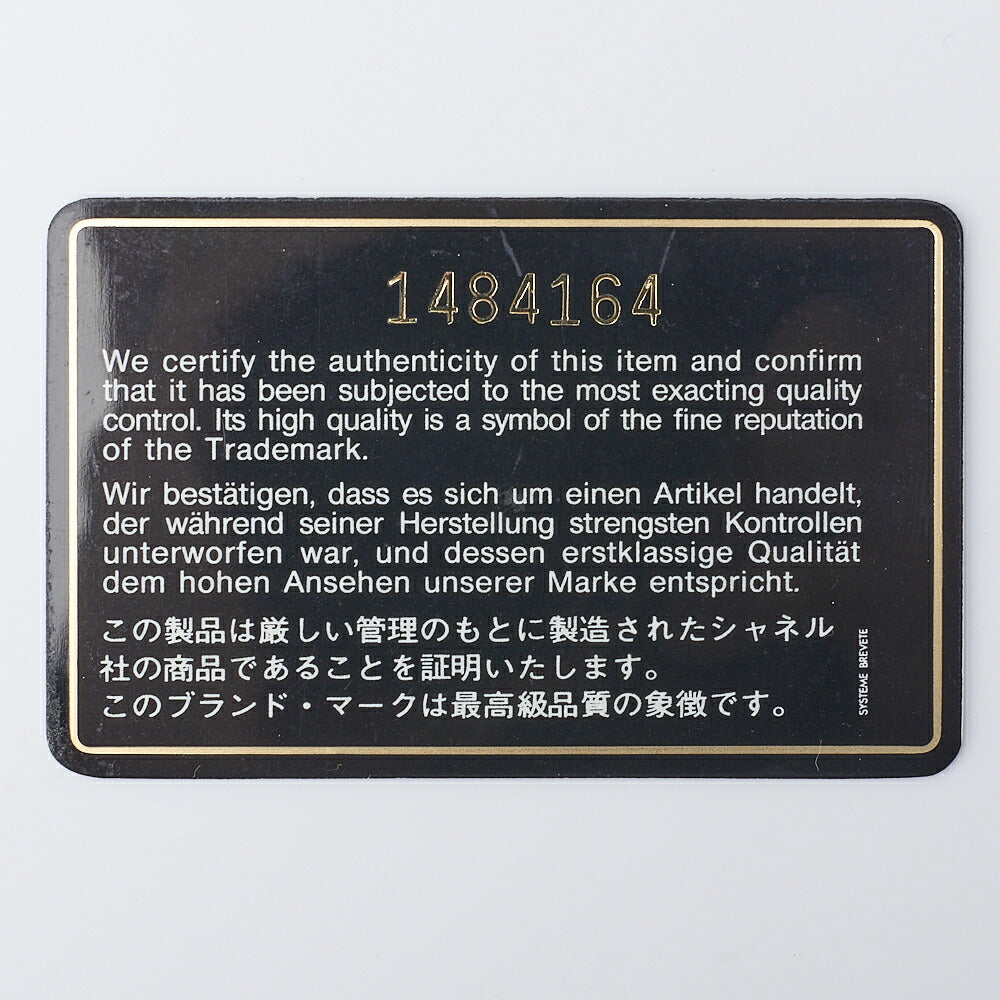 1484164
We certify the authenticity of this item and confirm
that it has been subjected to the most exacting quality
control. Its high quality is a symbol of the fine reputation
of the Trademark.
Wir bestätigen, dass es sich um einen Artikel handelt,
der während seiner Herstellung strengsten Kontrollen
unterworfen war, und dessen erstklassige Qualität
dem hohen Ansehen unserer Marke entspricht.
この製品は厳しい管理のもとに製造されたシャネル
社の商品であることを証明いたします。
このブランド・マークは最高級品質の象徴です。
SYSTEME BREVETE